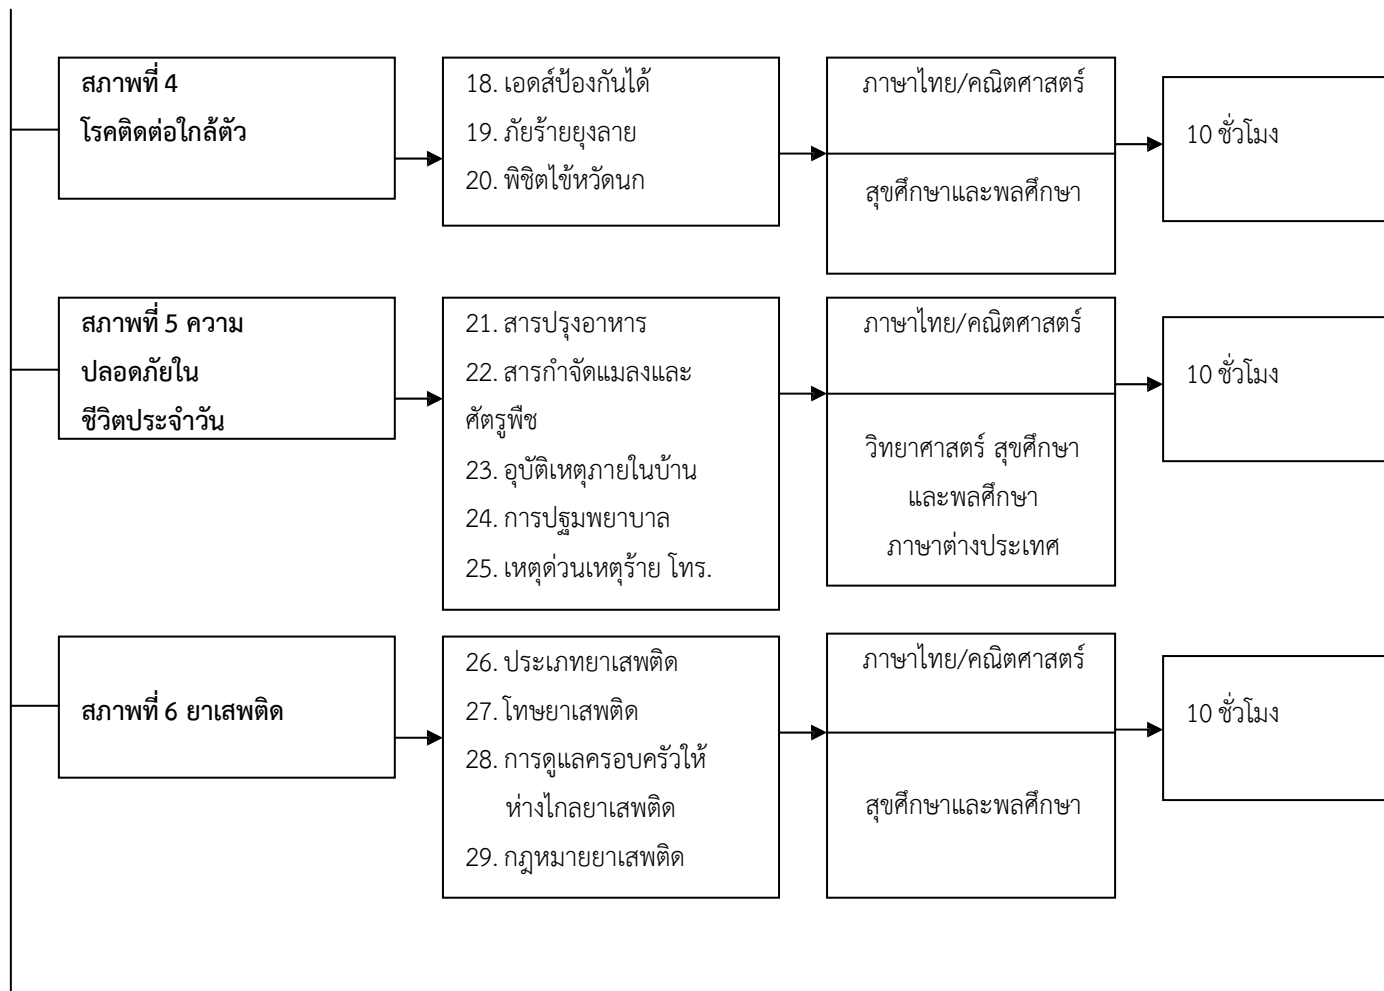 สภาพที่ 4
โรคติดต่อใกล้ตัว
18. เอดส์ป้องกันได้
19. ภัยร้ายยุงลาย
20. พิชิตไข้หวัดนก
ภาษาไทย/คณิตศาสตร์
สุขศึกษาและพลศึกษา
10 ชั่วโมง
สภาพที่ 5 ความ
ปลอดภัยใน
ชีวิตประจำวัน
21. สารปรุงอาหาร
22. สารกำจัดแมลงและ
ศัตรูพืช
23. อุบัติเหตุภายในบ้าน
24. การปฐมพยาบาล
25. เหตุด่วนเหตุร้าย โทร.
ภาษาไทย/คณิตศาสตร์
วิทยาศาสตร์ สุขศึกษา
และพลศึกษา
ภาษาต่างประเทศ
10 ชั่วโมง
สภาพที่ 6 ยาเสพติด
26. ประเภทยาเสพติด
27. โทษยาเสพติด
28. การดูแลครอบครัวให้
ห่างไกลยาเสพติด
29. กฎหมายยาเสพติด
ภาษาไทย/คณิตศาสตร์
สุขศึกษาและพลศึกษา
10 ชั่วโมง